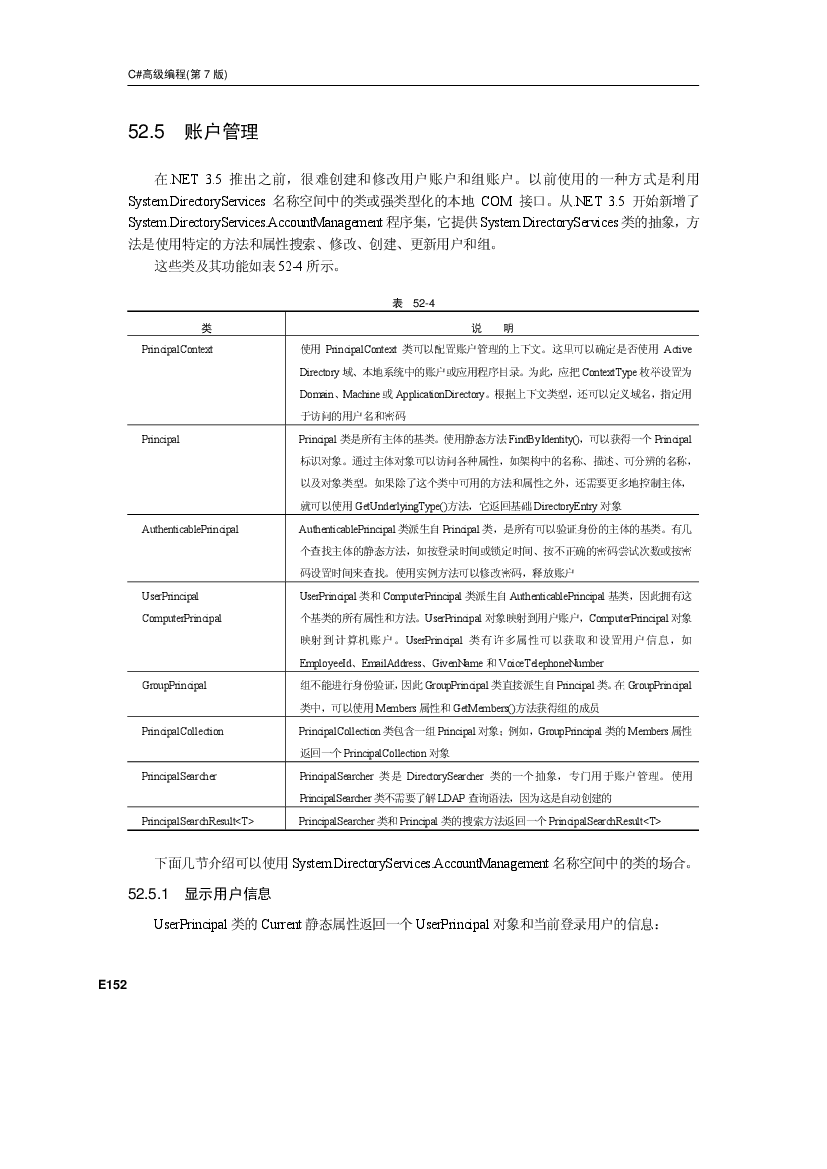 C#高级编程(第 7 版)
52.5 账户管理
在.NET 3.5 推出之前，很难创建和修改用户账户和组账户。以前使用的一种方式是利用
System.DirectoryServices 名称空间中的类或强类型化的本地 COM 接口。从.NET 3.5 开始新增了
System.DirectoryServices.AccountManagement 程序集，它提供 System.DirectoryServices 类的抽象，方
法是使用特定的方法和属性搜索、修改、创建、更新用户和组。
这些类及其功能如表 52-4 所示。
表 52-4
类 说 明
PrincipalContext 使用 PrincipalContext 类可以配置账户管理的上下文。这里可以确定是否使用 Active
Directory 域、本地系统中的账户或应用程序目录。为此，应把 ContextType 枚举设置为
Domain、Machine 或 ApplicationDirectory。根据上下文类型，还可以定义域名，指定用
于访问的用户名和密码
Principal Principal 类是所有主体的基类。使用静态方法 FindByIdentity()，可以获得一个 Principal
标识对象。通过主体对象可以访问各种属性，如架构中的名称、描述、可分辨的名称，
以及对象类型。如果除了这个类中可用的方法和属性之外，还需要更多地控制主体，
就可以使用 GetUnderlyingType()方法，它返回基础 DirectoryEntry 对象
AuthenticablePrincipal AuthenticablePrincipal 类派生自 Principal 类，是所有可以验证身份的主体的基类。有几
个查找主体的静态方法，如按登录时间或锁定时间、按不正确的密码尝试次数或按密
码设置时间来查找。使用实例方法可以修改密码，释放账户
UserPrincipal UserPrincipal 类和 ComputerPrincipal 类派生自 AuthenticablePrincipal 基类，因此拥有这
ComputerPrincipal 个基类的所有属性和方法。UserPrincipal 对象映射到用户账户，ComputerPrincipal 对象
映射到计算机账户。UserPrincipal 类有许多属性可以获取和设置用户信息，如
EmployeeId、EmailAddress、GivenName 和 VoiceTelephoneNumber
GroupPrincipal 组不能进行身份验证，因此 GroupPrincipal 类直接派生自 Principal 类。在 GroupPrincipal
类中，可以使用 Members 属性和 GetMembers()方法获得组的成员
PrincipalCollection PrincipalCollection 类包含一组 Principal 对象；例如，GroupPrincipal 类的 Members 属性
返回一个 PrincipalCollection 对象
PrincipalSearcher PrincipalSearcher 类是 DirectorySearcher 类的一个抽象，专门用于账户管理。使用
PrincipalSearcher 类不需要了解 LDAP 查询语法，因为这是自动创建的
PrincipalSearchResult<T> PrincipalSearcher 类和 Principal 类的搜索方法返回一个 PrincipalSearchResult<T>
下面几节介绍可以使用 System.DirectoryServices.AccountManagement 名称空间中的类的场合。
52.5.1 显示用户信息
UserPrincipal 类的 Current 静态属性返回一个 UserPrincipal 对象和当前登录用户的信息：
E152